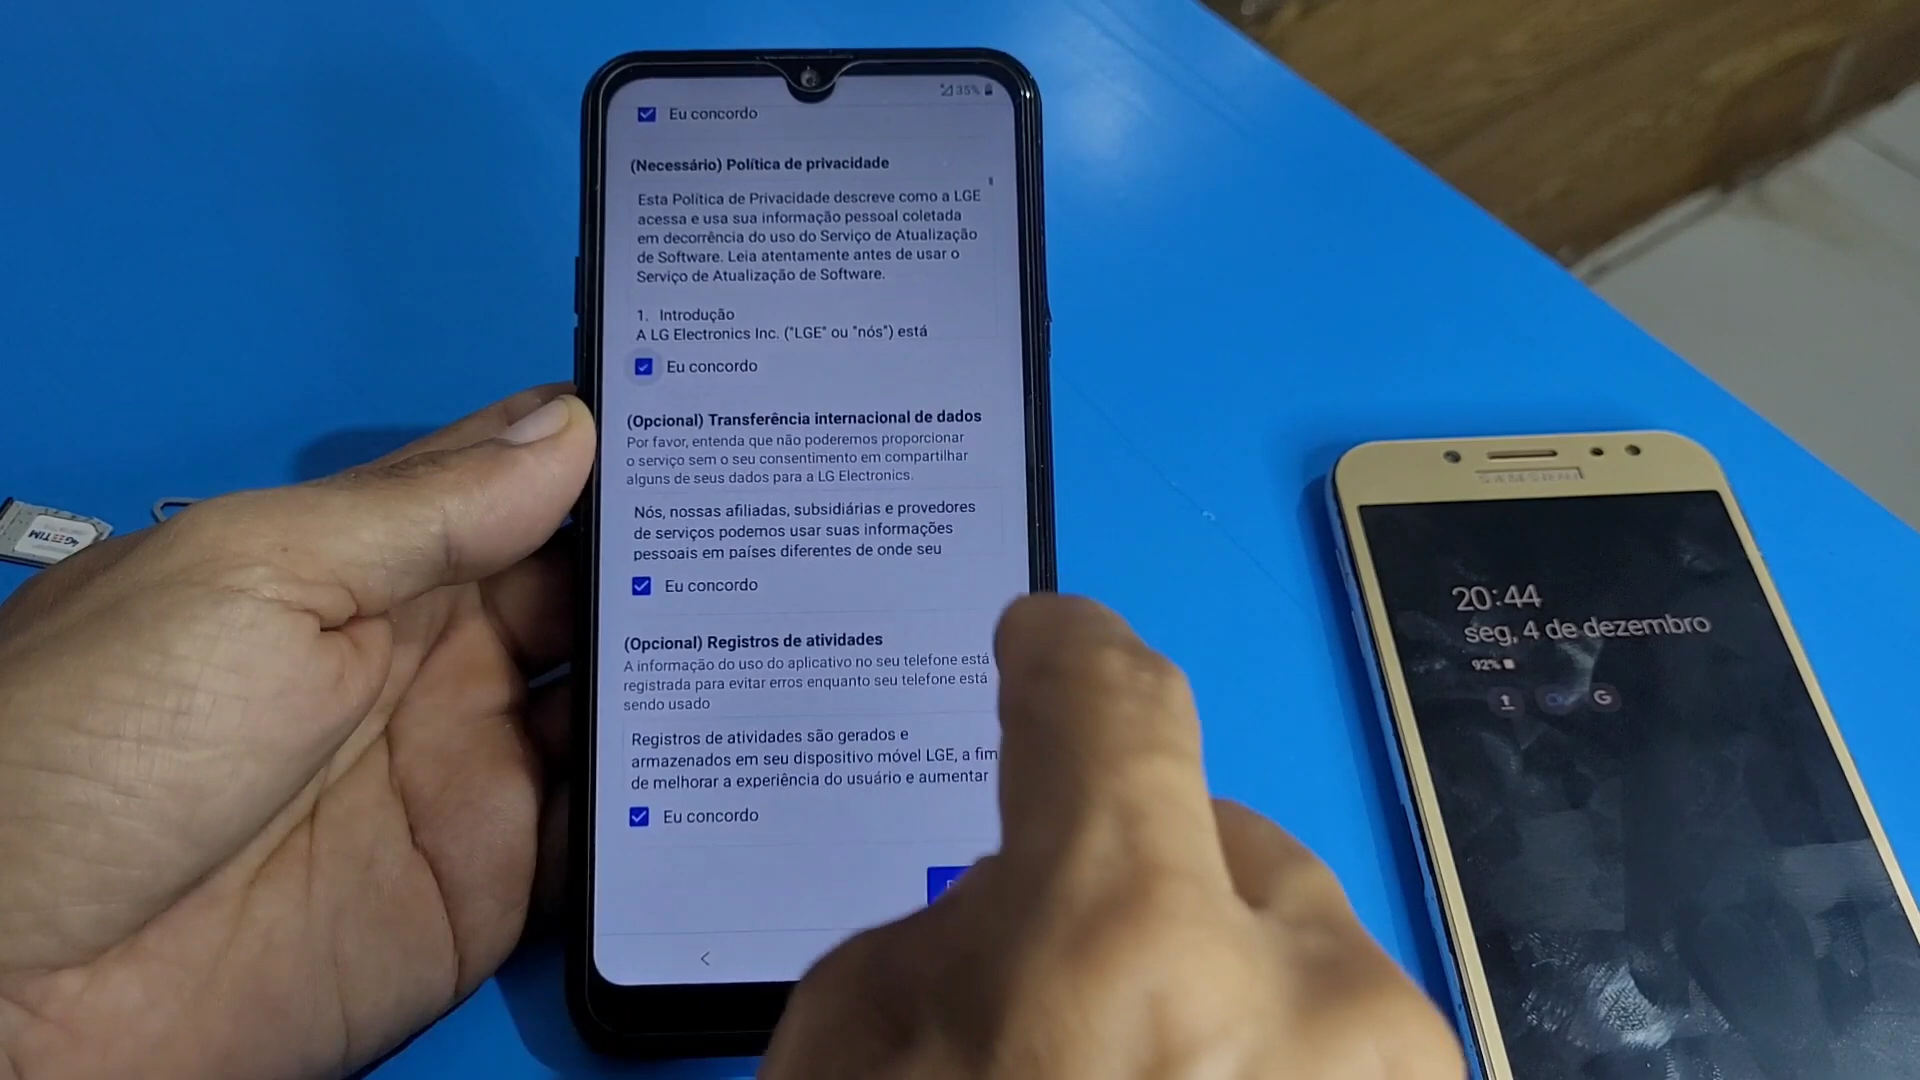 35%
Eu concordo
(Necessário) Política de privacidade
Esta Política de Privacidade descreve como a LGE
acessa e usa sua informação pessoal coletada
em decorrência do uso do Serviço de Atualização
de Software. Leia atentamente antes de usar o
Serviço de Atualização de Software.
1. Introdução
A LG Electronics Inc. ("LGE" ou "nós") está
Eu concordo
(Opcional) Transferência internacional de dados
Por favor, entenda que não poderemos proporcionar
o serviço sem o seu consentimento em compartilhar
alguns de seus dados para a LG Electronics.
Nós, nossas afiliadas, subsidiárias e provedores
de serviços podemos usar suas informações
pessoais em países diferentes de onde seu
Eu concordo
(Opcional) Registros de atividades
A informação do uso do aplicativo no seu telefone está
registrada para evitar erros enquanto seu telefone está
sendo usado
Registros de atividades são gerados e
armazenados em seu dispositivo móvel LGE, a fim
de melhorar a experiência do usuário e aumentar
Eu concordo
4G TIM
SAMSUNG
20:44
seg, 4 de dezembro
92%
G